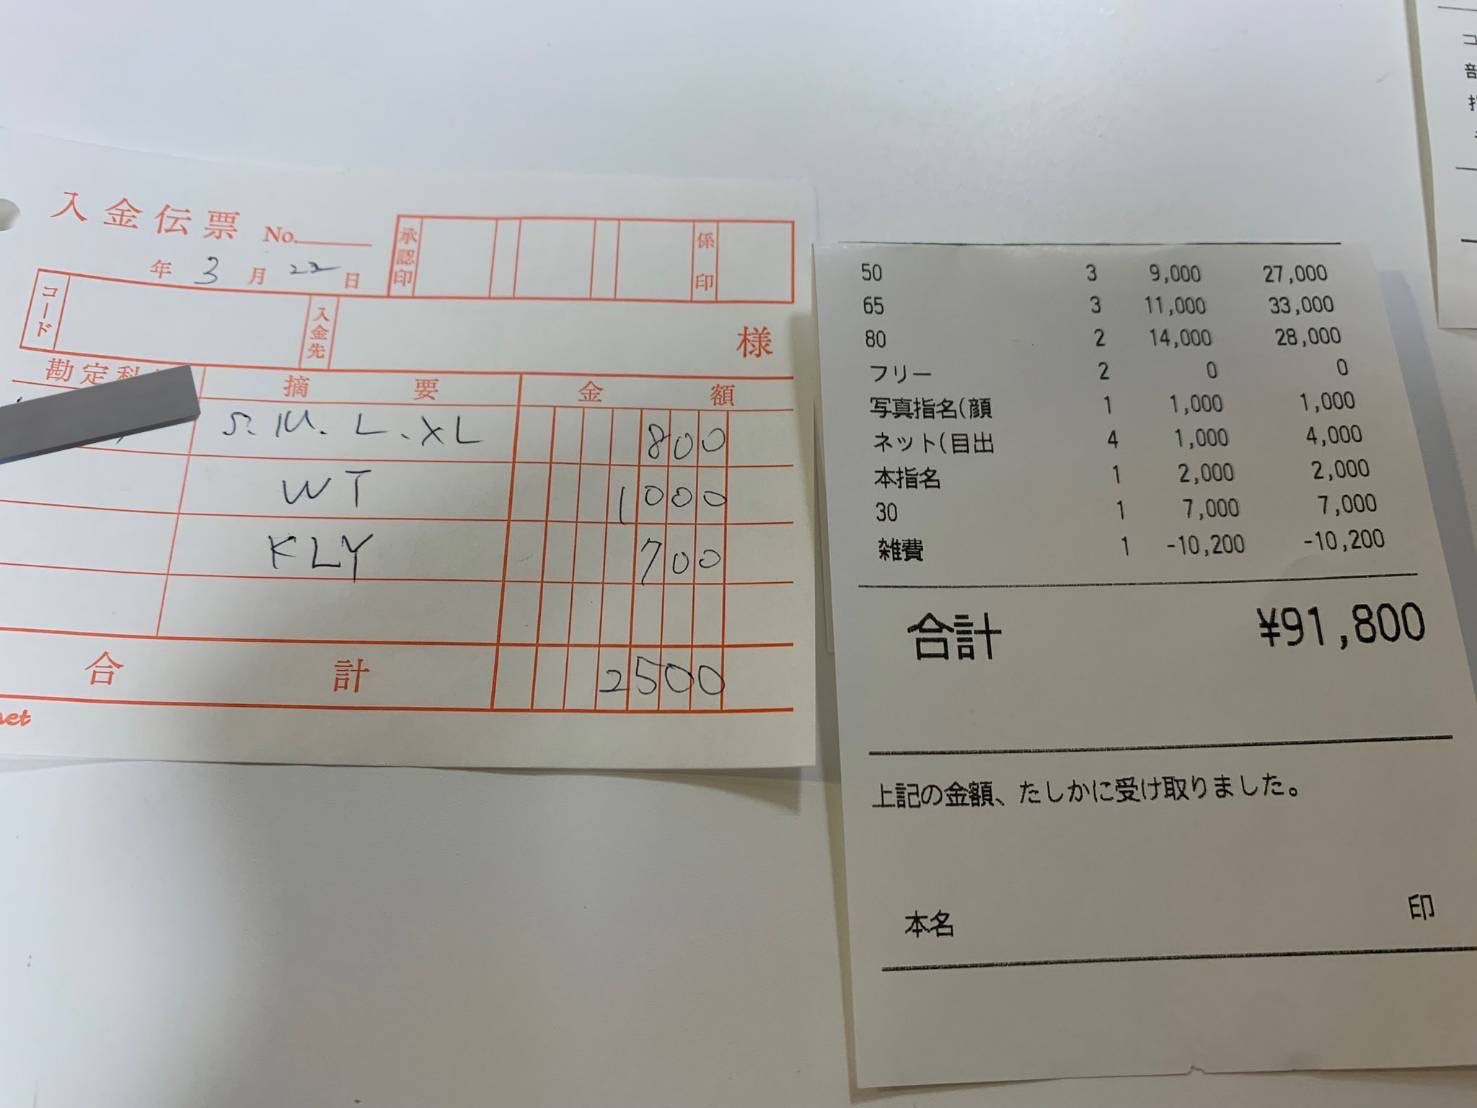 入金伝票 No.
年 3 月 22 日
承認印 係印
コード 入金先 様
勘定科 摘要 金額
S. M. L. XL 800
WT 1000
KLY 700
合計 2500
net
50 3 9,000 27,000
65 3 11,000 33,000
80 2 14,000 28,000
フリー 2 0 0
写真指名(顔 1 1,000 1,000
ネット(目出 4 1,000 4,000
本指名 1 2,000 2,000
30 1 7,000 7,000
雑費 1 -10,200 -10,200
合計 ¥91,800
上記の金額、たしかに受け取りました。
本名 印
コ
部